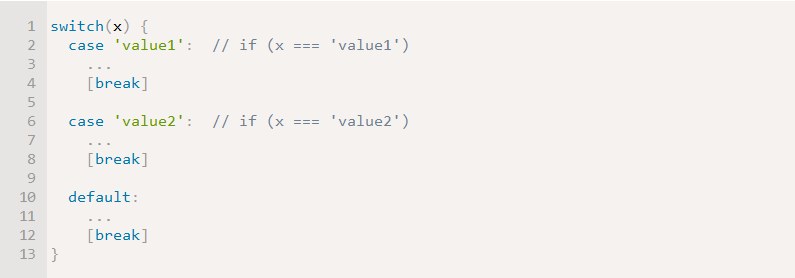 1 switch(x) {
2 case 'value1':  // if (x === 'value1')
3 ...
4 [break]
5
6 case 'value2':  // if (x === 'value2')
7 ...
8 [break]
9
10 default:
11 ...
12 [break]
13 }